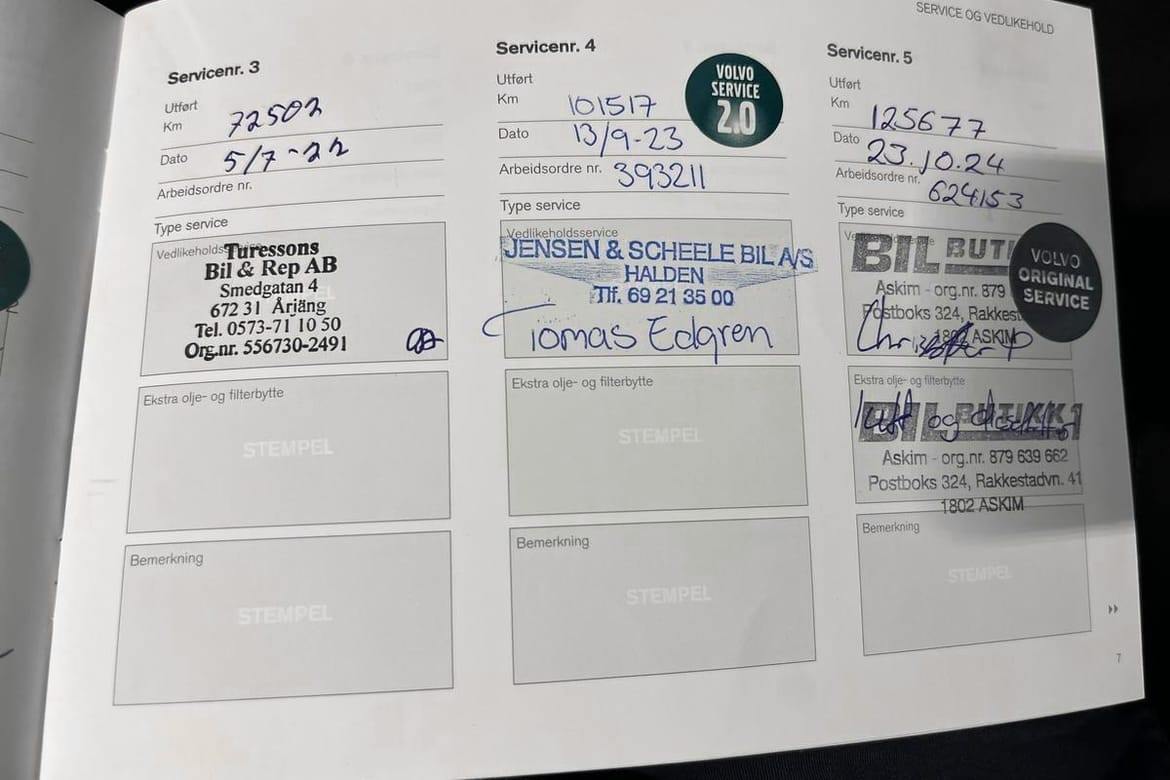 SERVICE OG VEDLIKEHOLD
Servicenr. 3
Utført
Km 72502
Dato 5/7-22
Arbeidsordre nr.
Type service
Vedlikeholds
Turessons
Bil & Rep AB
Smedgatan 4
672 31 Årjäng
Tel. 0573-71 10 50
Org.nr. 556730-2491
Ekstra olje- og filterbytte
STEMPEL
Bemerkning
STEMPEL
Servicenr. 4
Utført
Km 101517
Dato 13/9-23
Arbeidsordre nr. 393211
VOLVO
SERVICE
2.0
Type service
Vedlikeholdsservice
JENSEN & SCHEELE BIL A/S
HALDEN
Tlf. 69 21 35 00
Tomas Edgren
Ekstra olje- og filterbytte
STEMPEL
Bemerkning
STEMPEL
Servicenr. 5
Utført
Km 125677
Dato 23.10.24
Arbeidsordre nr. 624153
Type service
BIL BUTI
Askim - org.nr. 879
Postboks 324, Rakkest
ASKIM
VOLVO
ORIGINAL
SERVICE
Ekstra olje- og filterbytte
BILBUTIKK1
luft og
Askim - org.nr. 879 639 662
Postboks 324, Rakkestadvn. 41
1802 ASKIM
Bemerkning
STEMPEL
7